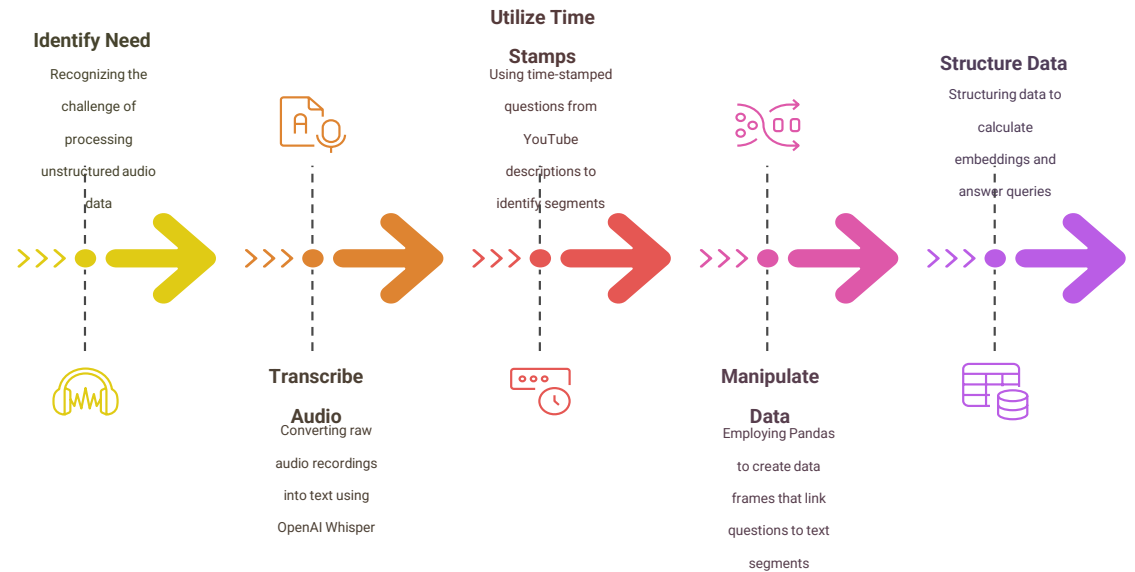 Identify Need
Recognizing the
challenge of
processing
unstructured audio
data
A
Transcribe
Audio
Converting raw
audio recordings
into text using
OpenAI Whisper
Utilize Time
Stamps
Using time-stamped
questions from
YouTube
descriptions to
identify segments
Manipulate
Data
Employing Pandas
to create data
frames that link
questions to text
segments
Structure Data
Structuring data to
calculate
embeddings and
answer queries